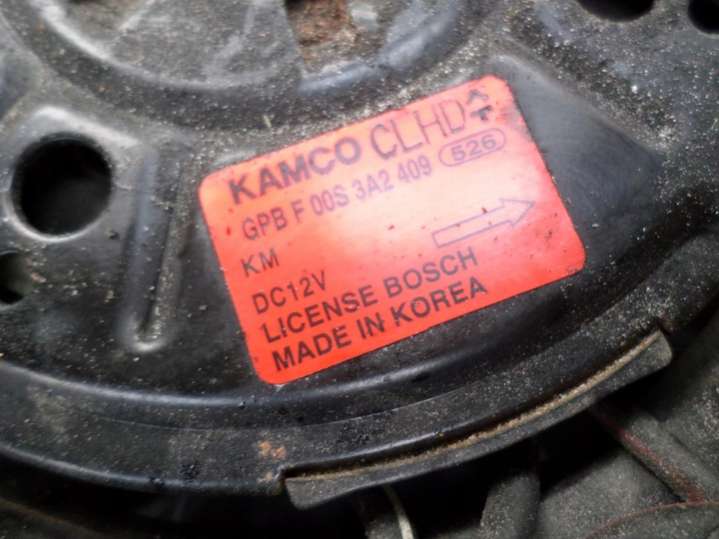 KAMCO CLHD
GPB F 00S 3A2 409 526
KM
DC12V
LICENSE BOSCH
MADE IN KOREA